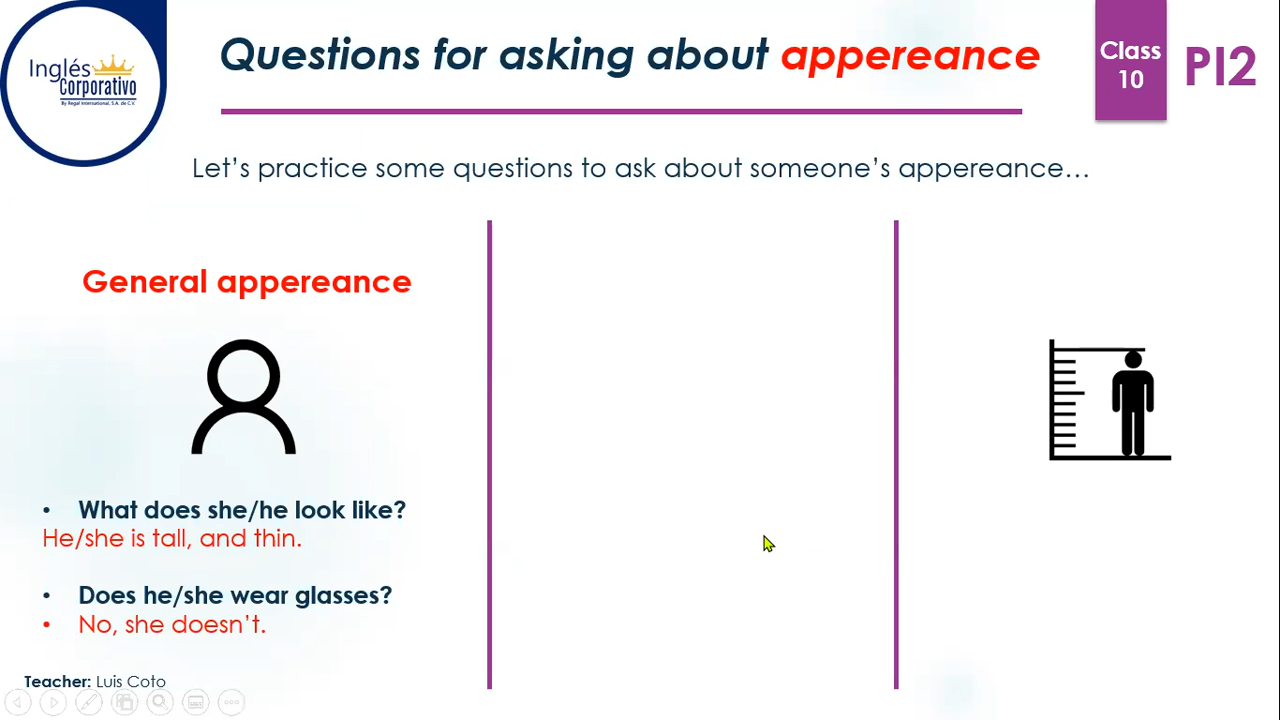 Inglés
Corporativo
By Regal International, S.A. de C.V.
Questions for asking about appereance
Class
10
PI2
Let's practice some questions to ask about someone's appereance...
General appereance
• What does she/he look like?
He/she is tall, and thin.
• Does he/she wear glasses?
• No, she doesn't.
Teacher: Luis Coto